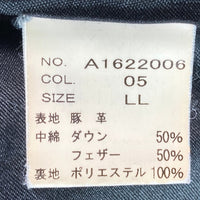 NO. A1622006
COL. 05
SIZE LL
表地 豚革
中綿 ダウン 50%
フェザー 50%
裏地 ポリエステル 100%